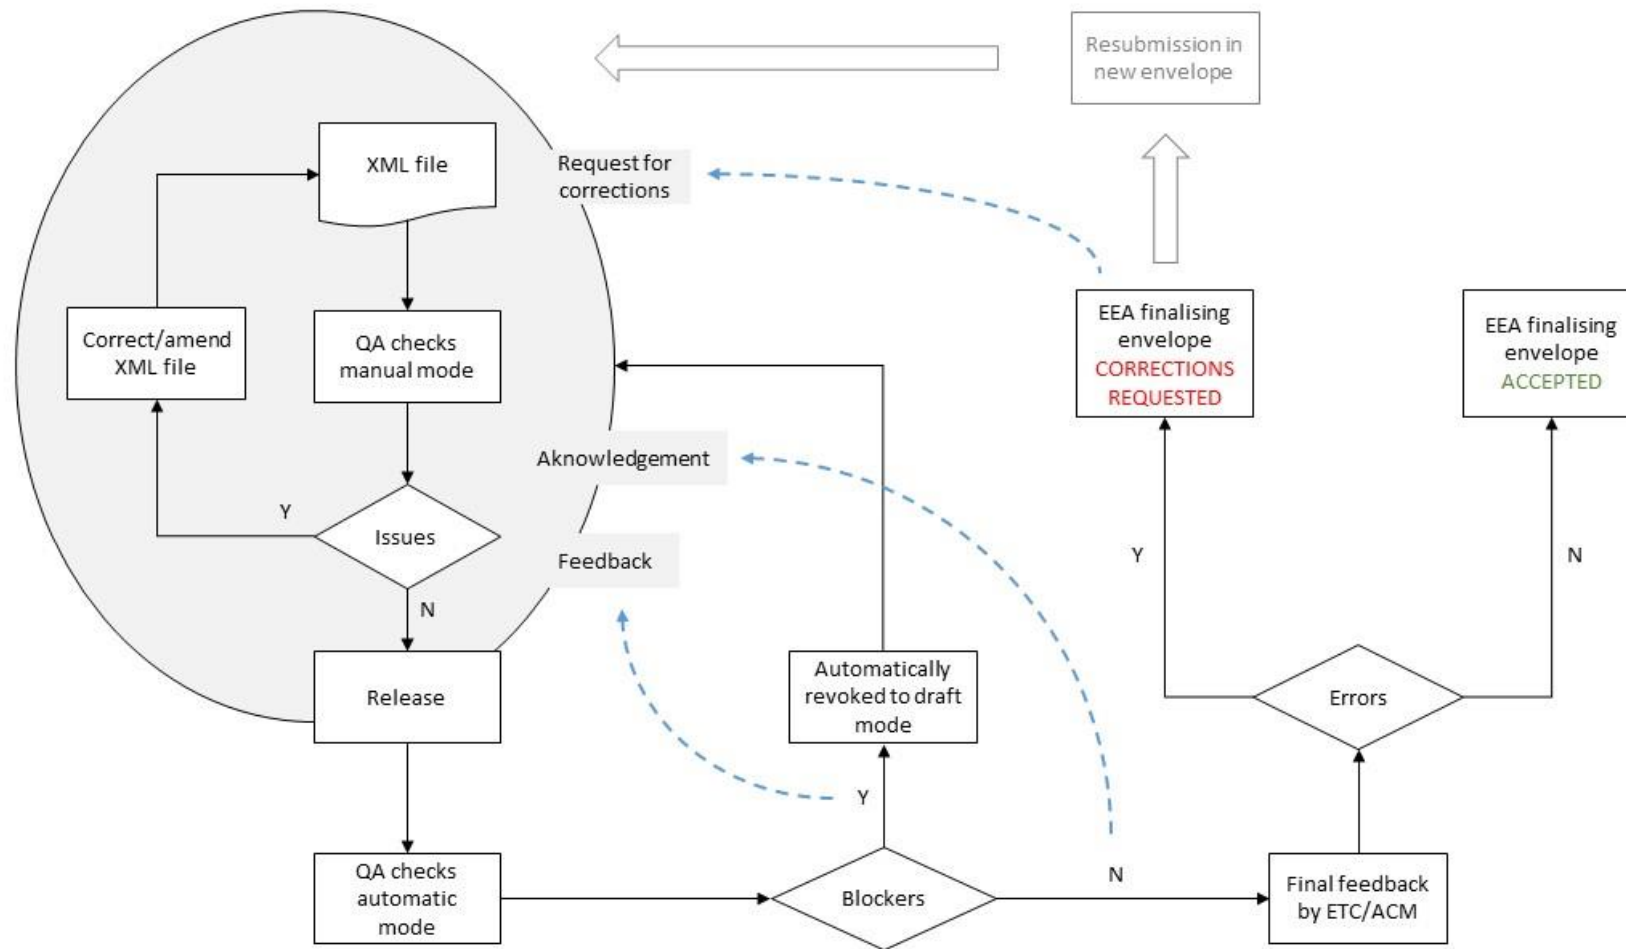 Resubmission in
new envelope
XML file
Request for
corrections
Correct/amend
XML file
QA checks
manual mode
EEA finalising
envelope
CORRECTIONS
REQUESTED
EEA finalising
envelope
ACCEPTED
Aknowledgement
Y
Issues
Feedback
Y
N
N
Release
Automatically
revoked to draft
mode
Errors
Y
QA checks
automatic
mode
Blockers
N
Final feedback
by ETC/ACM